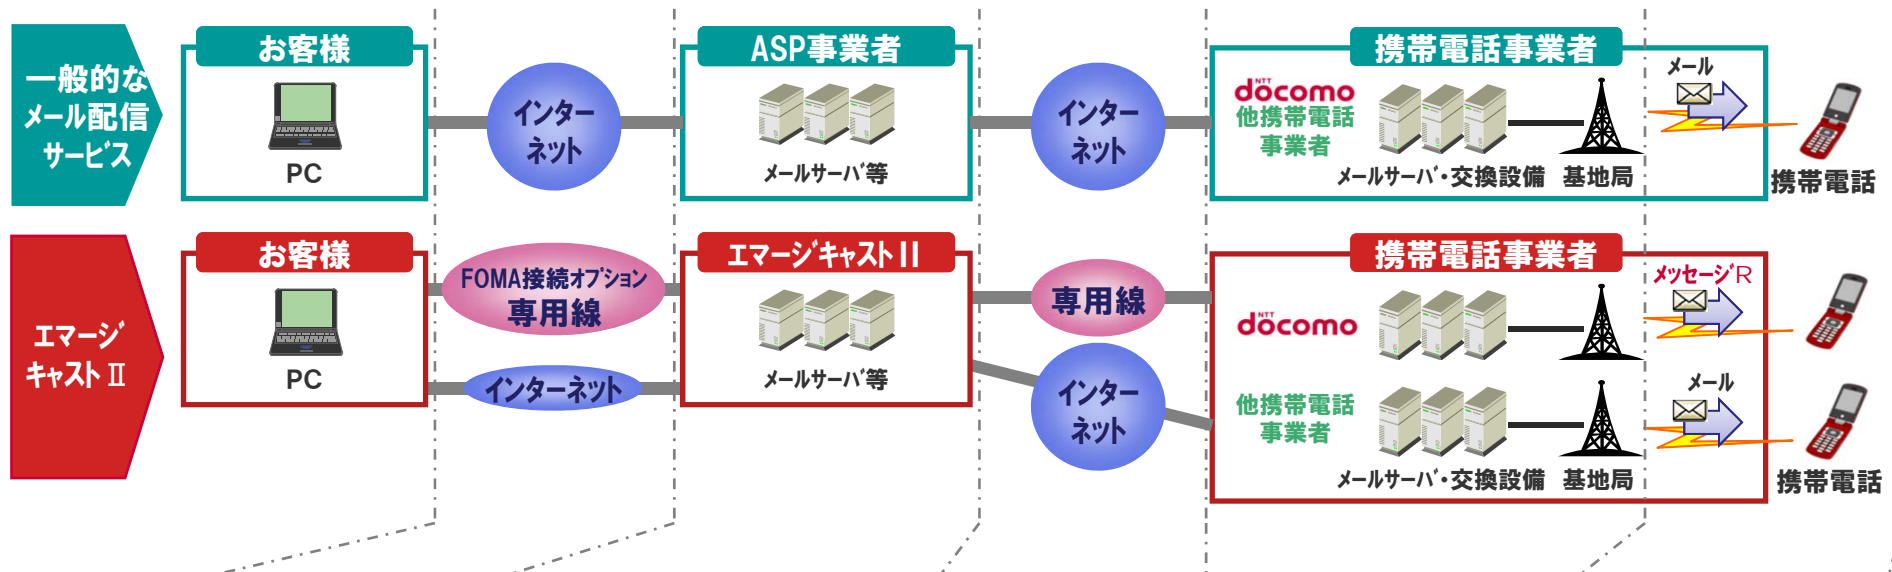 一般的な
メール配信
サービス
お客様
PC
インター
ネット
ASP事業者
メールサーバ等
インター
ネット
携帯電話事業者
NTT
döcomo
他携帯電話
事業者
メールサーバ・交換設備
基地局
メール
携帯電話
エマージ
キャストⅡ
お客様
PC
FOMA接続オプション
専用線
インターネット
エマージキャストⅡ
メールサーバ等
専用線
インター
ネット
携帯電話事業者
NTT
döcomo
メッセージR
他携帯電話
事業者
メール
メールサーバ・交換設備
基地局
携帯電話